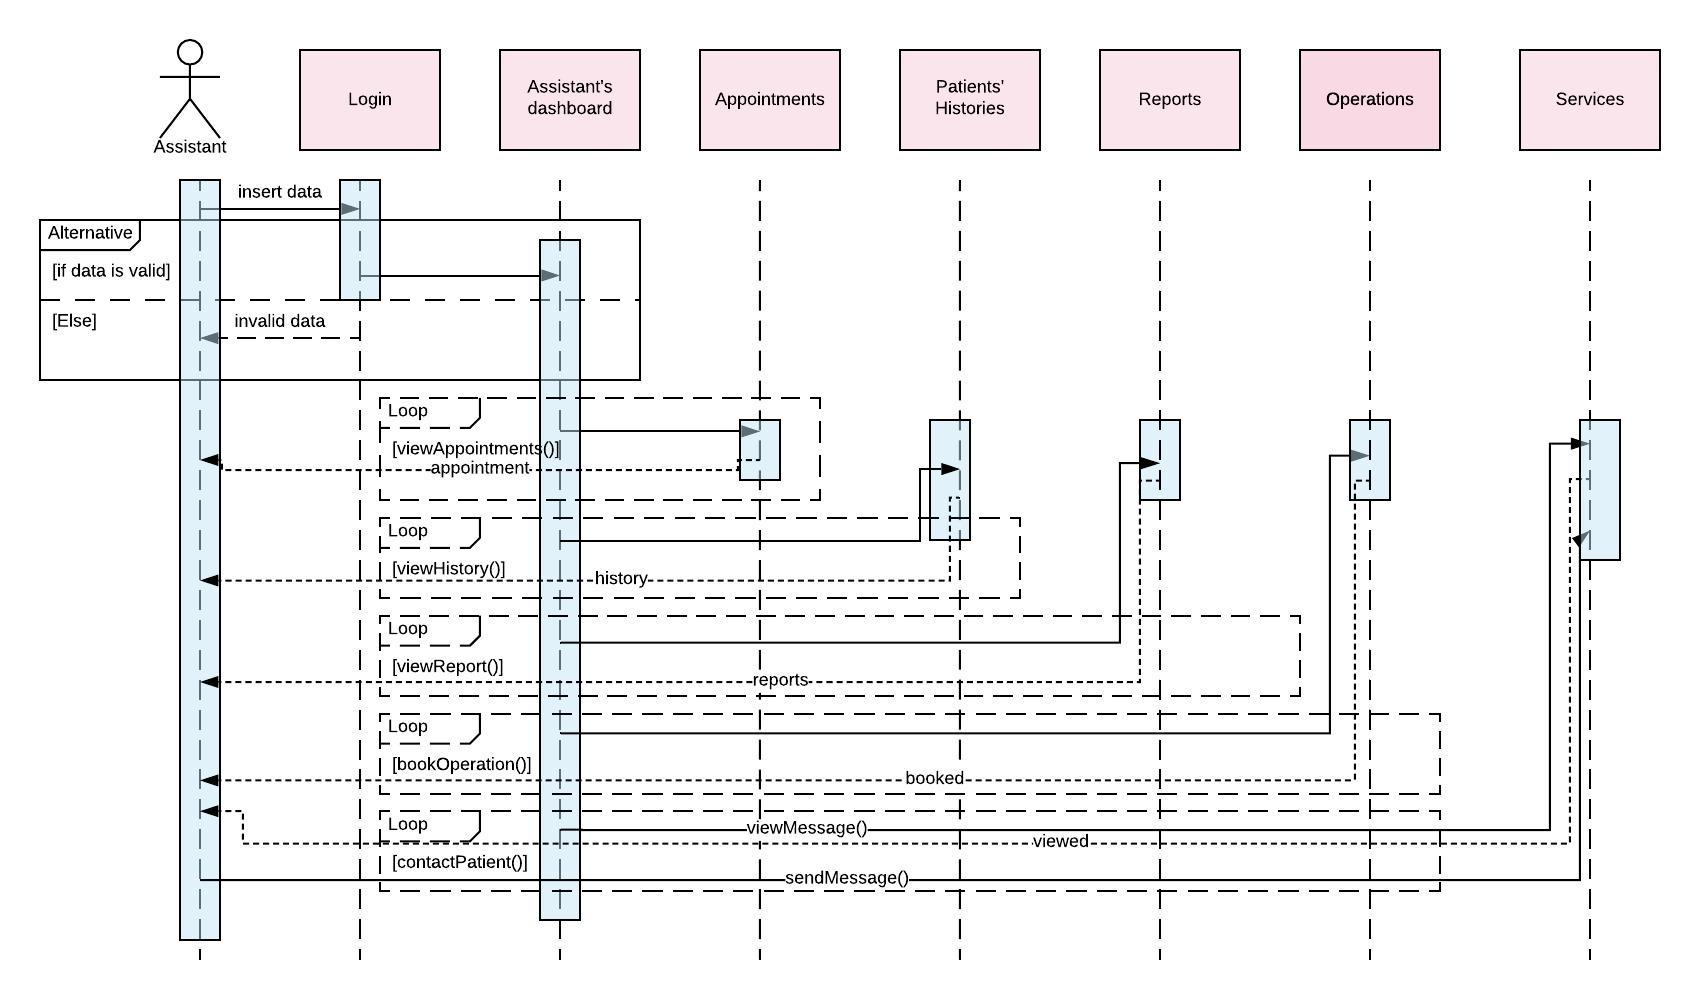 Assistant
Login
Assistant's
dashboard
Appointments
Patients'
Histories
Reports
Operations
Services
insert data
Alternative
[if data is valid]
[Else]
invalid data
Loop
[viewAppointments()]
appointment
Loop
[viewHistory()]
history
Loop
[viewReport()]
reports
Loop
[bookOperation()]
booked
Loop
viewMessage()
viewed
[contactPatient()]
sendMessage()